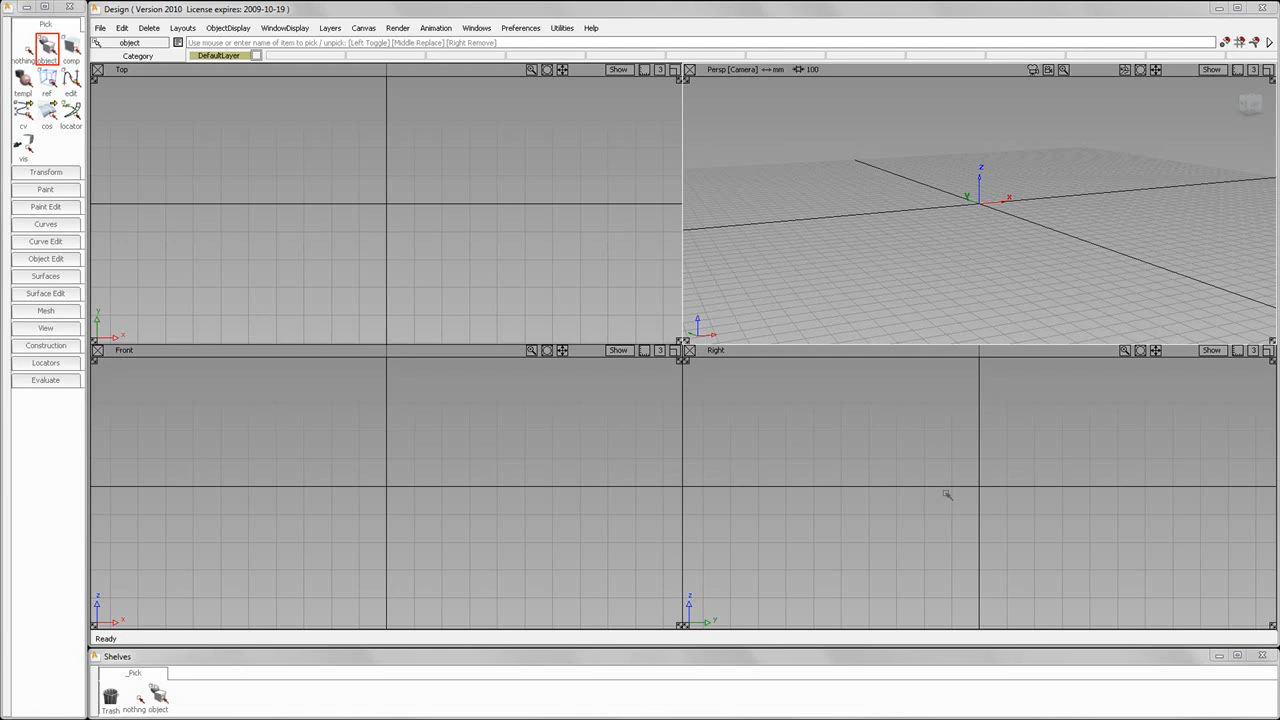 Design ( Version 2010   License expires: 2009-10-19 )
Pick
File Edit Delete Layouts ObjectDisplay WindowDisplay Layers Canvas Render Animation Windows Preferences Utilities Help
object
Use mouse or enter name of item to pick / unpick: [Left Toggle] [Middle Replace] [Right Remove]
Category DefaultLayer
nothing object comp
templ ref edit
cv cos locator
vis
Transform
Paint
Paint Edit
Curves
Curve Edit
Object Edit
Surfaces
Surface Edit
Mesh
View
Construction
Locators
Evaluate
Top Show 3
Persp [Camera] mm 100 Show 3
z
y x
y
x
Front Show 3
Right Show 3
z
x
z
y
Ready
Shelves
_Pick
Trash nothng object